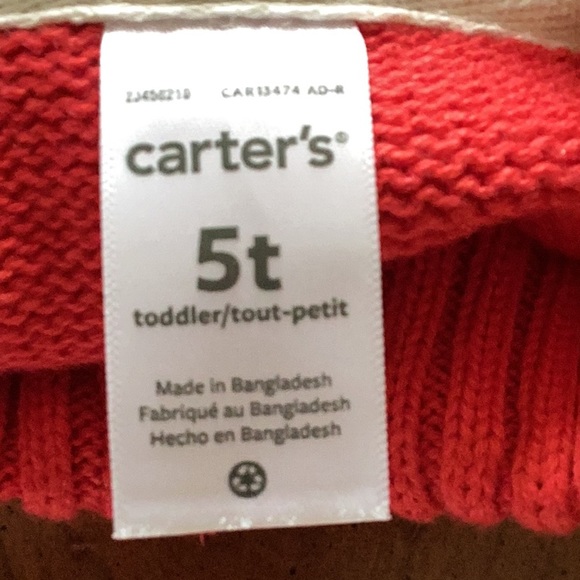 CAR13474 AD-R
carter's®
5t
toddler/tout-petit
Made in Bangladesh
Fabriqué au Bangladesh
Hecho en Bangladesh